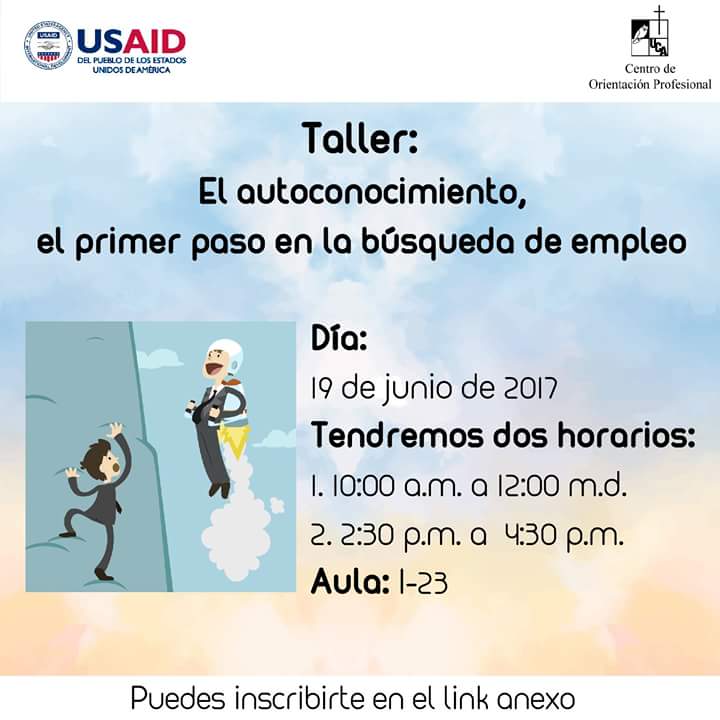 USAID
DEL PUEBLO DE LOS ESTADOS
UNIDOS DE AMÉRICA
UCA
Centro de
Orientación Profesional
Taller:
El autoconocimiento,
el primer paso en la búsqueda de empleo
Día:
19 de junio de 2017
Tendremos dos horarios:
1. 10:00 a.m. a 12:00 m.d.
2. 2:30 p.m. a 4:30 p.m.
Aula: I-23
Puedes inscribirte en el link anexo